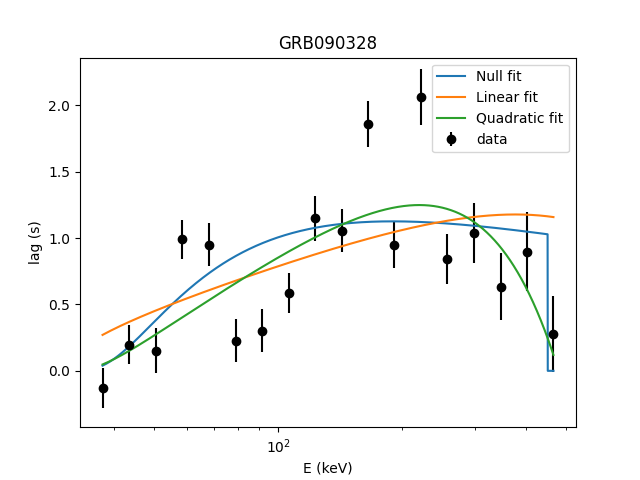 GRB090328
Null fit
Linear fit
Quadratic fit
data
lag (s)
2.0
1.5
1.0
0.5
0.0
10²
E (keV)